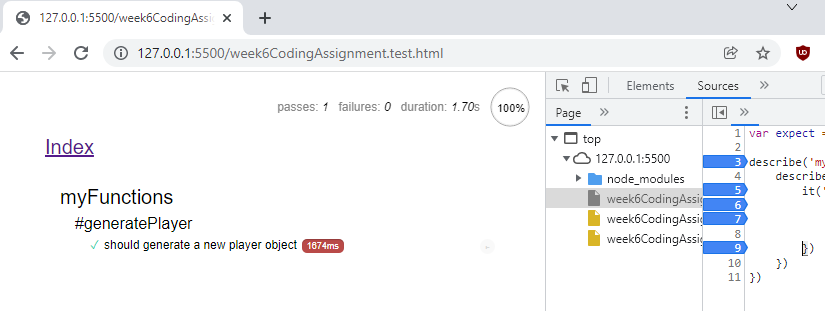 127.0.0.1:5500/week6CodingAssi
127.0.0.1:5500/week6CodingAssignment.test.html
passes: 1 failures: 0 duration: 1.70s 100%
Index
myFunctions
#generatePlayer
✓ should generate a new player object 1674ms
Elements Sources »
Page »
top
127.0.0.1:5500
node_modules
week6CodingAssig
week6CodingAssig
week6CodingAssig
»
1 var expect =
2
3 describe('my
4 describe
5 it('
6
7
8
9 })
10 })
11 })